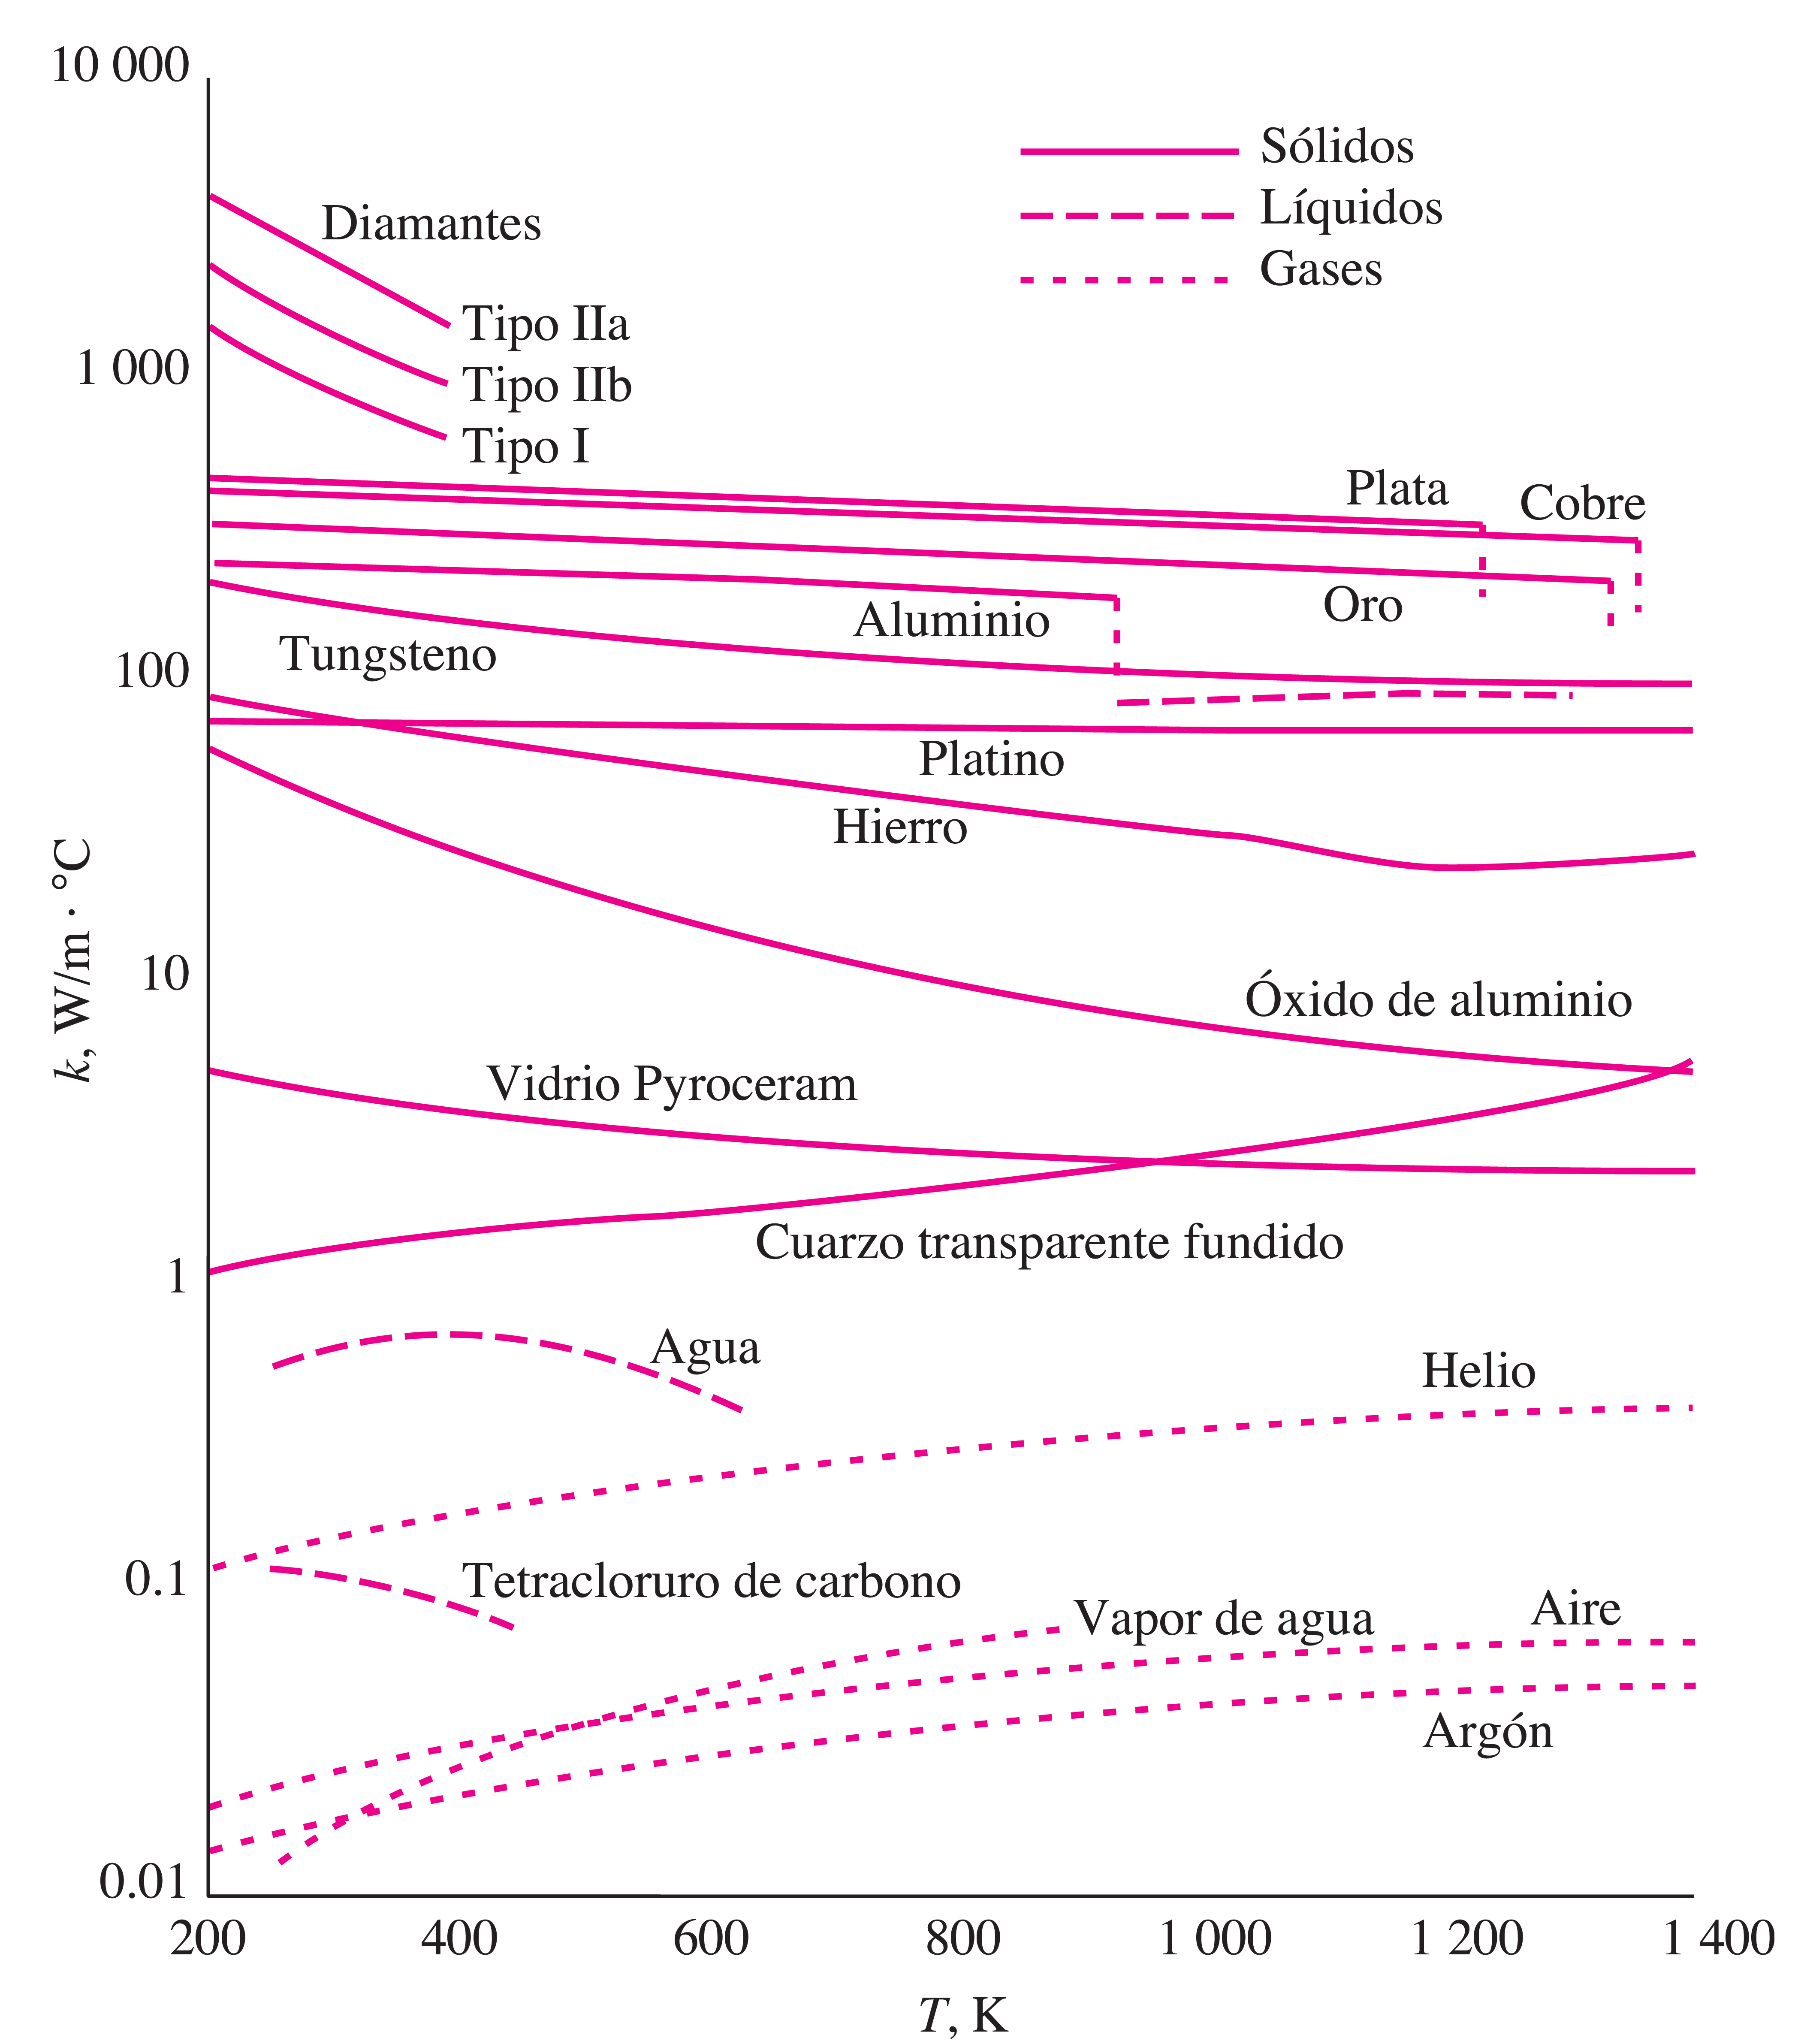 10 000
Sólidos
Líquidos
Gases
Diamantes
Tipo IIa
1 000
Tipo IIb
Tipo I
Plata
Cobre
Aluminio
Oro
Tungsteno
100
Platino
Hierro
k, W/m · °C
10
Óxido de aluminio
Vidrio Pyroceram
Cuarzo transparente fundido
1
Agua
Helio
0.1
Tetracloruro de carbono
Vapor de agua
Aire
Argón
0.01
200 400 600 800 1 000 1 200 1 400
T, K